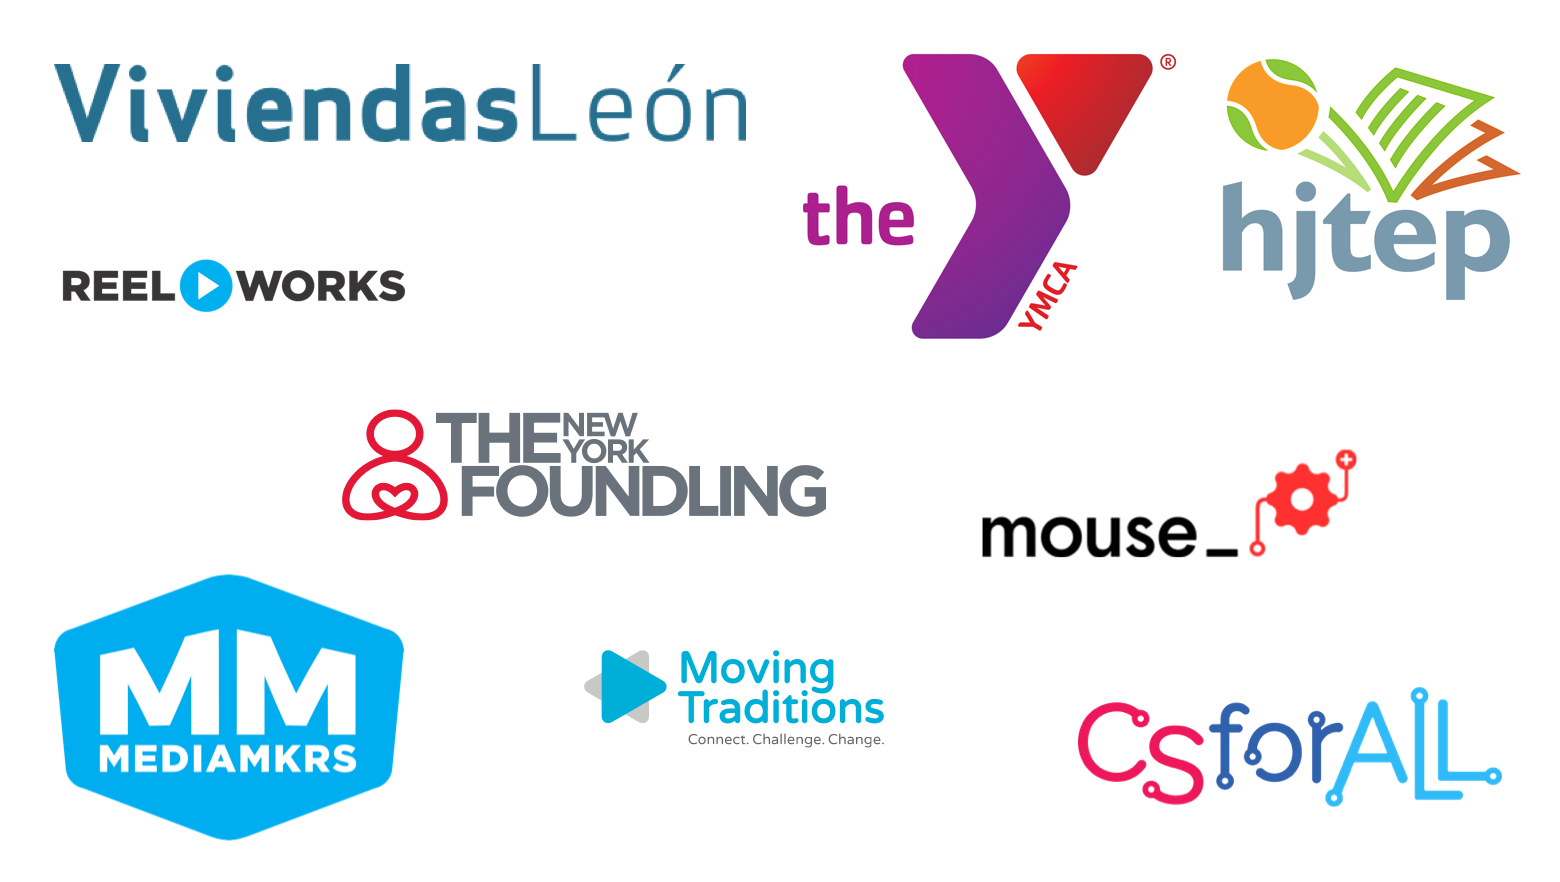 ViviendasLeón
the
YMCA
®
hjtep
REEL WORKS
THE NEW YORK
FOUNDLING
mouse_
MM
MEDIAMKRS
Moving
Traditions
Connect. Challenge. Change.
CSforALL